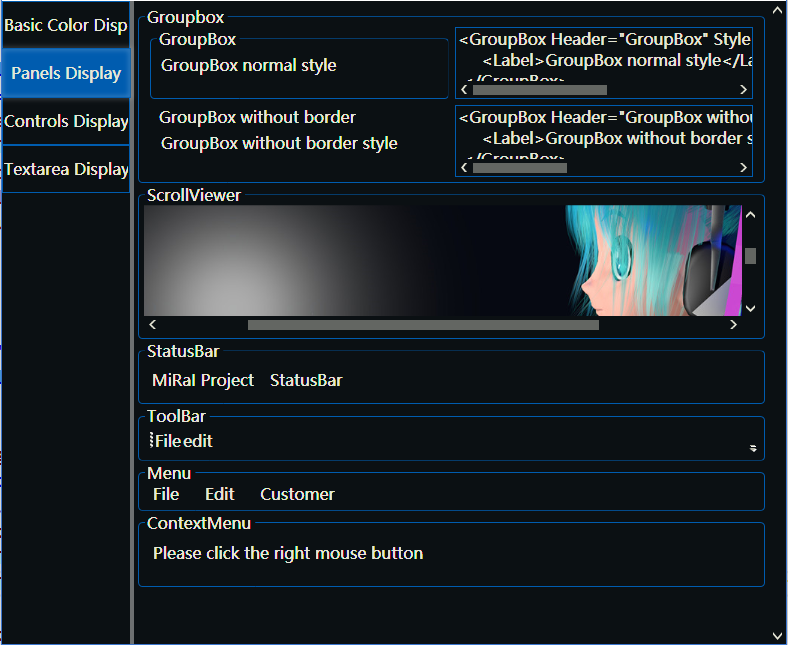 Basic Color Disp
Panels Display
Controls Display
Textarea Display
Groupbox
GroupBox
GroupBox normal style
<GroupBox Header="GroupBox" Style
<Label>GroupBox normal style</La
</GroupBox>
GroupBox without border
GroupBox without border style
<GroupBox Header="GroupBox withou
<Label>GroupBox without border s
</GroupBox>
ScrollViewer
StatusBar
MiRaI Project StatusBar
ToolBar
File edit
Menu
File Edit Customer
ContextMenu
Please click the right mouse button